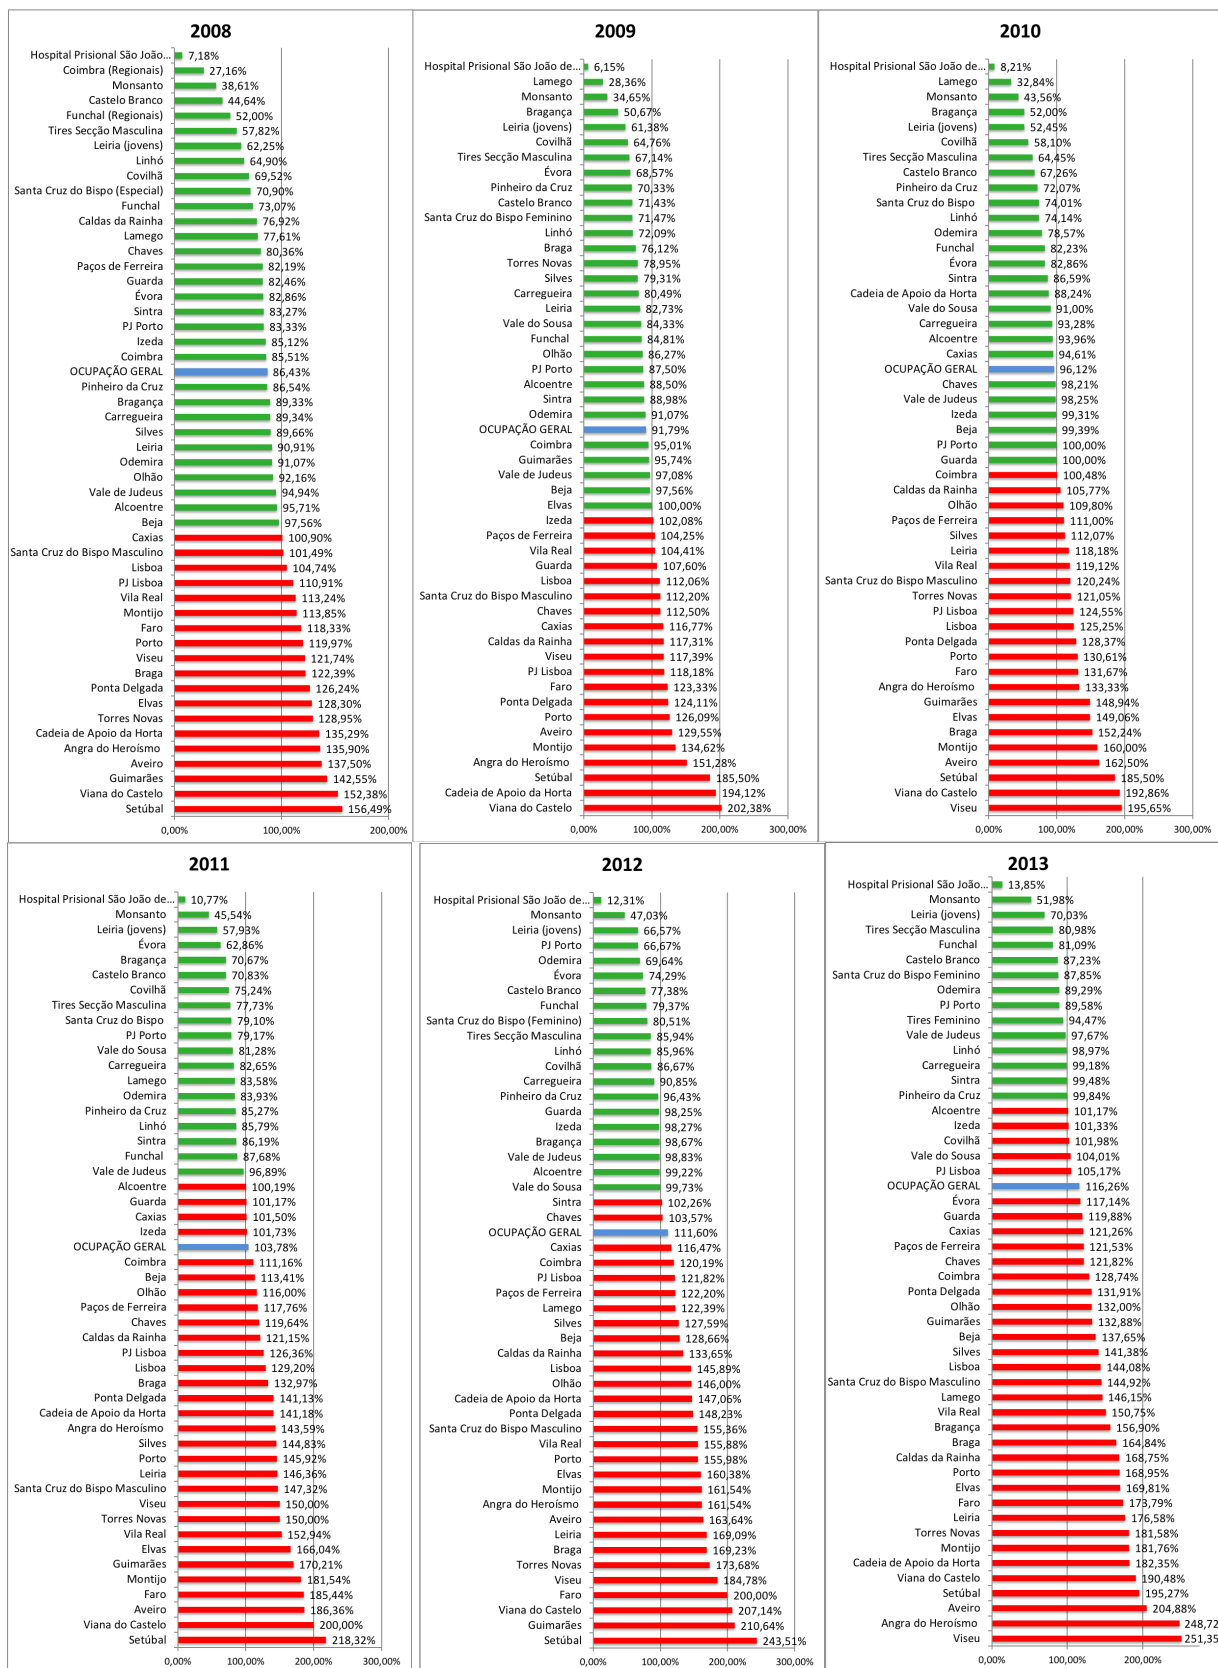 2008
Hospital Prisional São João... 7,18%
Coimbra (Regionais) 27,16%
Monsanto 38,61%
Castelo Branco 44,64%
Funchal (Regionais) 52,00%
Tires Secção Masculina 57,82%
Leiria (jovens) 62,25%
Linhó 64,90%
Covilhã 69,52%
Santa Cruz do Bispo (Especial) 70,90%
Funchal 73,07%
Caldas da Rainha 76,92%
Lamego 77,61%
Chaves 80,36%
Paços de Ferreira 82,19%
Guarda 82,46%
Évora 82,86%
Sintra 83,27%
PJ Porto 83,33%
Izeda 85,12%
Coimbra 85,51%
OCUPAÇÃO GERAL 86,43%
Pinheiro da Cruz 86,54%
Bragança 89,33%
Carregueira 89,34%
Silves 89,66%
Leiria 90,91%
Odemira 91,07%
Olhão 92,16%
Vale de Judeus 94,94%
Alcoentre 95,71%
Beja 97,56%
Caxias 100,90%
Santa Cruz do Bispo Masculino 101,49%
Lisboa 104,74%
PJ Lisboa 110,91%
Vila Real 113,24%
Montijo 113,85%
Faro 118,33%
Porto 119,97%
Viseu 121,74%
Braga 122,39%
Ponta Delgada 126,24%
Elvas 128,30%
Torres Novas 128,95%
Cadeia de Apoio da Horta 135,29%
Angra do Heroísmo 135,90%
Aveiro 137,50%
Guimarães 142,55%
Viana do Castelo 152,38%
Setúbal 156,49%
0,00% 100,00% 200,00%
2009
Hospital Prisional São João de... 6,15%
Lamego 28,36%
Monsanto 34,65%
Bragança 50,67%
Leiria (jovens) 61,38%
Covilhã 64,76%
Tires Secção Masculina 67,14%
Évora 68,57%
Pinheiro da Cruz 70,33%
Castelo Branco 71,43%
Santa Cruz do Bispo Feminino 71,47%
Linhó 72,09%
Braga 76,12%
Torres Novas 78,95%
Silves 79,31%
Carregueira 80,49%
Leiria 82,73%
Vale do Sousa 84,33%
Funchal 84,81%
Olhão 86,27%
PJ Porto 87,50%
Alcoentre 88,50%
Sintra 88,98%
Odemira 91,07%
OCUPAÇÃO GERAL 91,79%
Coimbra 95,01%
Guimarães 95,74%
Vale de Judeus 97,08%
Beja 97,56%
Elvas 100,00%
Izeda 102,08%
Paços de Ferreira 104,25%
Vila Real 104,41%
Guarda 107,60%
Lisboa 112,06%
Santa Cruz do Bispo Masculino 112,20%
Chaves 112,50%
Caxias 116,77%
Caldas da Rainha 117,31%
Viseu 117,39%
PJ Lisboa 118,18%
Faro 123,33%
Ponta Delgada 124,11%
Porto 126,09%
Aveiro 129,55%
Montijo 134,62%
Angra do Heroísmo 151,28%
Setúbal 185,50%
Cadeia de Apoio da Horta 194,12%
Viana do Castelo 202,38%
0,00% 100,00% 200,00% 300,00%
2010
Hospital Prisional São João de... 8,21%
Lamego 32,84%
Monsanto 43,56%
Bragança 52,00%
Leiria (jovens) 52,45%
Covilhã 58,10%
Tires Secção Masculina 64,45%
Castelo Branco 67,26%
Pinheiro da Cruz 72,07%
Santa Cruz do Bispo 74,01%
Linhó 74,14%
Odemira 78,57%
Funchal 82,23%
Évora 82,86%
Sintra 86,59%
Cadeia de Apoio da Horta 88,24%
Vale do Sousa 91,00%
Carregueira 93,28%
Alcoentre 93,96%
Caxias 94,61%
OCUPAÇÃO GERAL 96,12%
Chaves 98,21%
Vale de Judeus 98,25%
Izeda 99,31%
Beja 99,39%
PJ Porto 100,00%
Guarda 100,00%
Coimbra 100,48%
Caldas da Rainha 105,77%
Olhão 109,80%
Paços de Ferreira 111,00%
Silves 112,07%
Leiria 118,18%
Vila Real 119,12%
Santa Cruz do Bispo Masculino 120,24%
Torres Novas 121,05%
PJ Lisboa 124,55%
Lisboa 125,25%
Ponta Delgada 128,37%
Porto 130,61%
Faro 131,67%
Angra do Heroísmo 133,33%
Guimarães 148,94%
Elvas 149,06%
Braga 152,24%
Montijo 160,00%
Aveiro 162,50%
Setúbal 185,50%
Viana do Castelo 192,86%
Viseu 195,65%
0,00% 100,00% 200,00% 300,00%
2011
Hospital Prisional São João de... 10,77%
Monsanto 45,54%
Leiria (jovens) 57,93%
Évora 62,86%
Bragança 70,67%
Castelo Branco 70,83%
Covilhã 75,24%
Tires Secção Masculina 77,73%
Santa Cruz do Bispo 79,10%
PJ Porto 79,17%
Vale do Sousa 81,28%
Carregueira 82,65%
Lamego 83,58%
Odemira 83,93%
Pinheiro da Cruz 85,27%
Linhó 85,79%
Sintra 86,19%
Funchal 87,68%
Vale de Judeus 96,89%
Alcoentre 100,19%
Guarda 101,17%
Caxias 101,50%
Izeda 101,73%
OCUPAÇÃO GERAL 103,78%
Coimbra 111,16%
Beja 113,41%
Olhão 116,00%
Paços de Ferreira 117,76%
Chaves 119,64%
Caldas da Rainha 121,15%
PJ Lisboa 126,36%
Lisboa 129,20%
Braga 132,97%
Ponta Delgada 141,13%
Cadeia de Apoio da Horta 141,18%
Angra do Heroísmo 143,59%
Silves 144,83%
Porto 145,92%
Leiria 146,36%
Santa Cruz do Bispo Masculino 147,32%
Viseu 150,00%
Torres Novas 150,00%
Vila Real 152,94%
Elvas 166,04%
Guimarães 170,21%
Montijo 181,54%
Faro 185,44%
Aveiro 186,36%
Viana do Castelo 200,00%
Setúbal 218,32%
0,00% 100,00% 200,00% 300,00%
2012
Hospital Prisional São João de... 12,31%
Monsanto 47,03%
Leiria (jovens) 66,57%
PJ Porto 66,67%
Odemira 69,64%
Évora 74,29%
Castelo Branco 77,38%
Funchal 79,37%
Santa Cruz do Bispo (Feminino) 80,51%
Tires Secção Masculina 85,94%
Linhó 85,96%
Covilhã 86,67%
Carregueira 90,85%
Pinheiro da Cruz 96,43%
Guarda 98,25%
Izeda 98,27%
Bragança 98,67%
Vale de Judeus 98,83%
Alcoentre 99,22%
Vale do Sousa 99,73%
Sintra 102,26%
Chaves 103,57%
OCUPAÇÃO GERAL 111,60%
Caxias 116,47%
Coimbra 120,19%
PJ Lisboa 121,82%
Paços de Ferreira 122,20%
Lamego 122,39%
Silves 127,59%
Beja 128,66%
Caldas da Rainha 133,65%
Lisboa 145,89%
Olhão 146,00%
Cadeia de Apoio da Horta 147,06%
Ponta Delgada 148,23%
Santa Cruz do Bispo Masculino 155,36%
Vila Real 155,88%
Porto 155,98%
Elvas 160,38%
Montijo 161,54%
Angra do Heroísmo 161,54%
Aveiro 163,64%
Leiria 169,09%
Braga 169,23%
Torres Novas 173,68%
Viseu 184,78%
Faro 200,00%
Viana do Castelo 207,14%
Guimarães 210,64%
Setúbal 243,51%
0,00% 100,00% 200,00% 300,00%
2013
Hospital Prisional São João... 13,85%
Monsanto 51,98%
Leiria (jovens) 70,03%
Tires Secção Masculina 80,98%
Funchal 81,09%
Castelo Branco 87,23%
Santa Cruz do Bispo Feminino 87,85%
Odemira 89,29%
PJ Porto 89,58%
Tires Feminino 94,47%
Vale de Judeus 97,67%
Linhó 98,97%
Carregueira 99,18%
Sintra 99,48%
Pinheiro da Cruz 99,84%
Alcoentre 101,17%
Izeda 101,33%
Covilhã 101,98%
Vale do Sousa 104,01%
PJ Lisboa 105,17%
OCUPAÇÃO GERAL 116,26%
Évora 117,14%
Guarda 119,88%
Caxias 121,26%
Paços de Ferreira 121,53%
Chaves 121,82%
Coimbra 128,74%
Ponta Delgada 131,91%
Olhão 132,00%
Guimarães 132,88%
Beja 137,65%
Silves 141,38%
Lisboa 144,08%
Santa Cruz do Bispo Masculino 144,92%
Lamego 146,15%
Vila Real 150,75%
Bragança 156,90%
Braga 164,84%
Caldas da Rainha 168,75%
Porto 168,95%
Elvas 169,81%
Faro 173,79%
Leiria 176,58%
Torres Novas 181,58%
Montijo 181,76%
Cadeia de Apoio da Horta 182,35%
Viana do Castelo 190,48%
Setúbal 195,27%
Aveiro 204,88%
Angra do Heroísmo 248,72
Viseu 251,35
0,00% 100,00% 200,00%